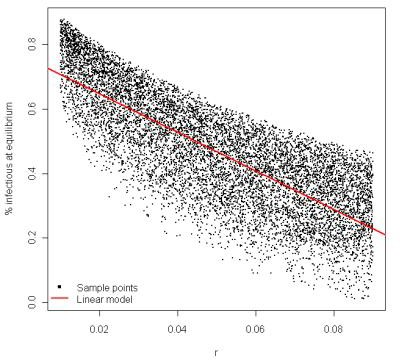 % infectious at equilibrium
0.8
0.6
0.4
0.2
0.0
Sample points
Linear model
0.02 0.04 0.06 0.08
r